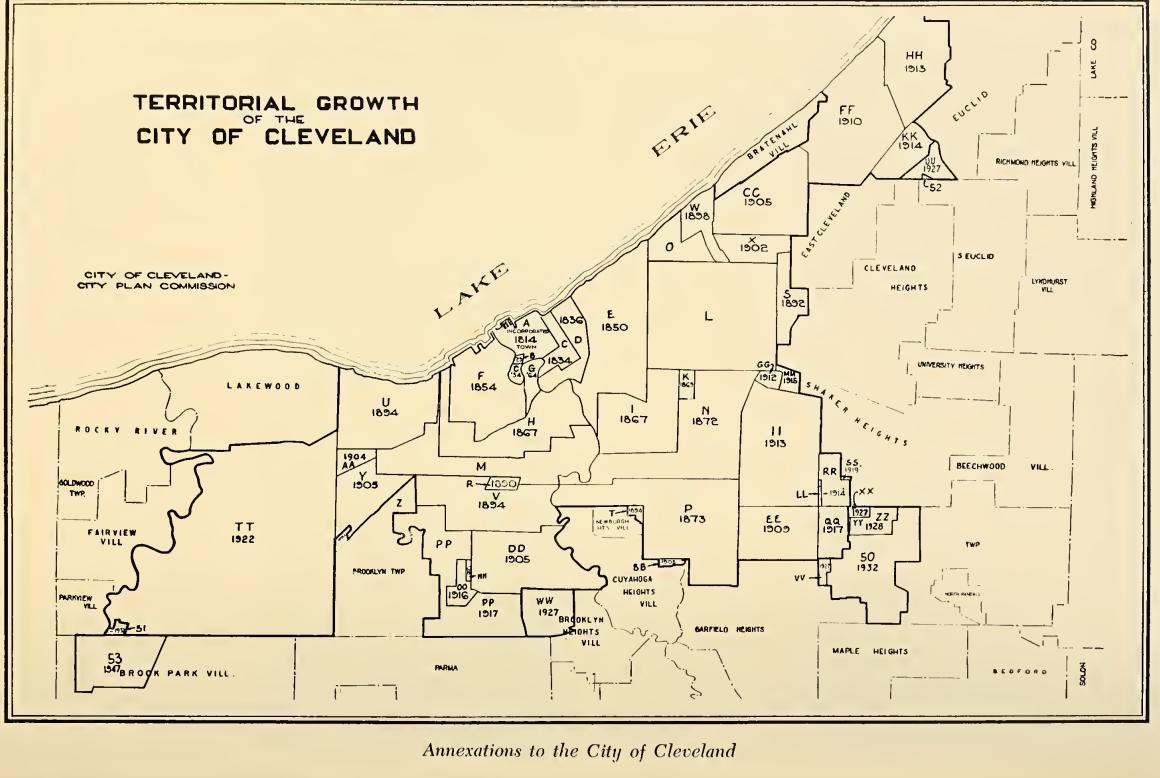 TERRITORIAL GROWTH
OF THE
CITY OF CLEVELAND
CITY OF CLEVELAND-
CITY PLAN COMMISSION
LAKE ERIE
HH
1913
FF
1910
EUCLID
LAKE CO
BRATENAHL
VILL
KK
1914
UU
1927
52
RICHMOND HEIGHTS VILL
HIGHLAND HEIGHTS VILL
CC
1905
W
1898
O
X
1902
EAST CLEVELAND
CLEVELAND
HEIGHTS
S EUCLID
LYNDHURST
VILL
S
1892
L
E
1850
1836
D
C
1834
A
INCORPORATED
1814
TOWN
B
G
F
1854
H
1867
I
1867
K
N
1872
GG
1912
MM
1915
SHAKER HEIGHTS
UNIVERSITY HEIGHTS
BEECHWOOD VILL.
II
1913
LAKEWOOD
ROCKY RIVER
U
1894
1904
AA
Y
1905
M
R
1890
V
1894
Z
GOLDWOOD
TWP.
FAIRVIEW
VILL
TT
1922
PARKVIEW
VILL
51
53
1947
BROOK PARK VILL.
BROOKLYN TWP
PP
DD
1905
NN
OO
1916
PP
1917
WW
1927
BROOKLYN
HEIGHTS
VILL
T
1894
NEWBURGH
HTS VILL
P
1873
BB
CUYAHOGA
HEIGHTS
VILL
EE
1909
RR
1914
SS.
1919
LL
XX
1927
YY
ZZ
1928
QQ
1917
50
1932
VV
TWP
NORTH RANDALL
GARFIELD HEIGHTS
MAPLE HEIGHTS
BEDFORD
SOLON
PARMA
Annexations to the City of Cleveland